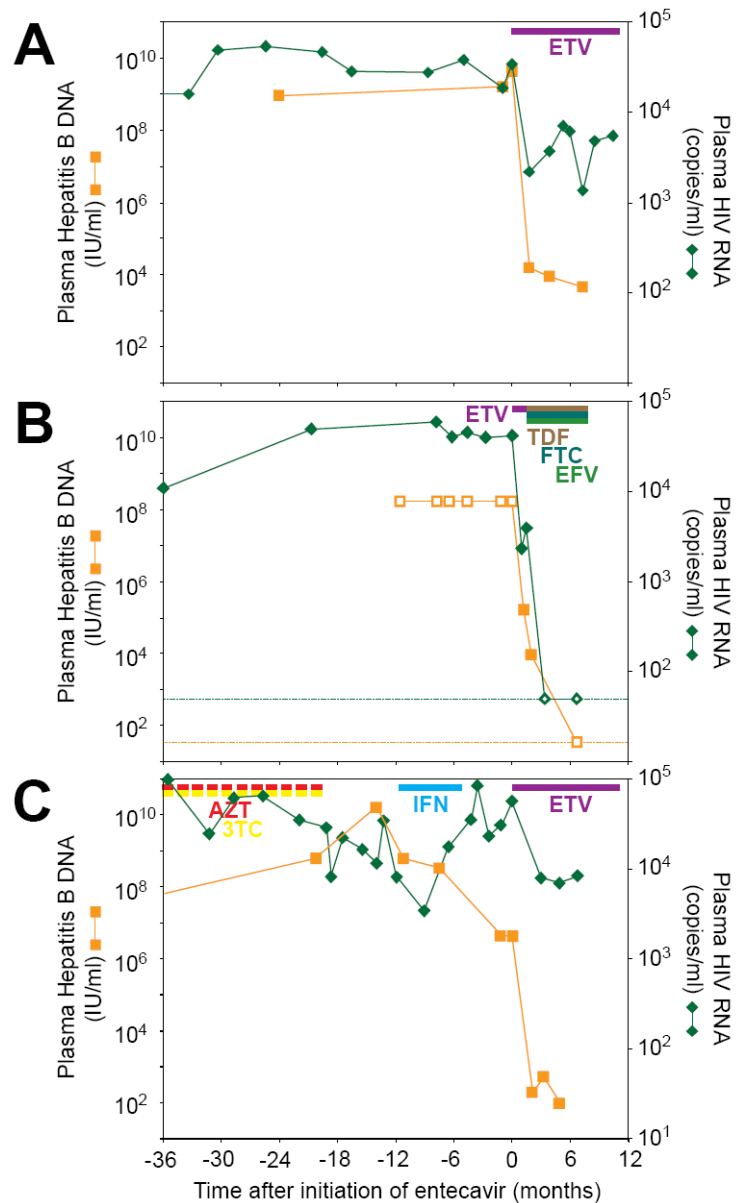 A
ETV
10^10
10^8
10^6
10^4
10^2
Plasma Hepatitis B DNA
(IU/ml)
10^5
10^4
10^3
10^2
Plasma HIV RNA
(copies/ml)
B
ETV
TDF
FTC
EFV
10^10
10^8
10^6
10^4
10^2
Plasma Hepatitis B DNA
(IU/ml)
10^5
10^4
10^3
10^2
Plasma HIV RNA
(copies/ml)
C
AZT
3TC
IFN
ETV
10^10
10^8
10^6
10^4
10^2
Plasma Hepatitis B DNA
(IU/ml)
10^5
10^4
10^3
10^2
10^1
Plasma HIV RNA
(copies/ml)
-36 -30 -24 -18 -12 -6 0 6 12
Time after initiation of entecavir (months)